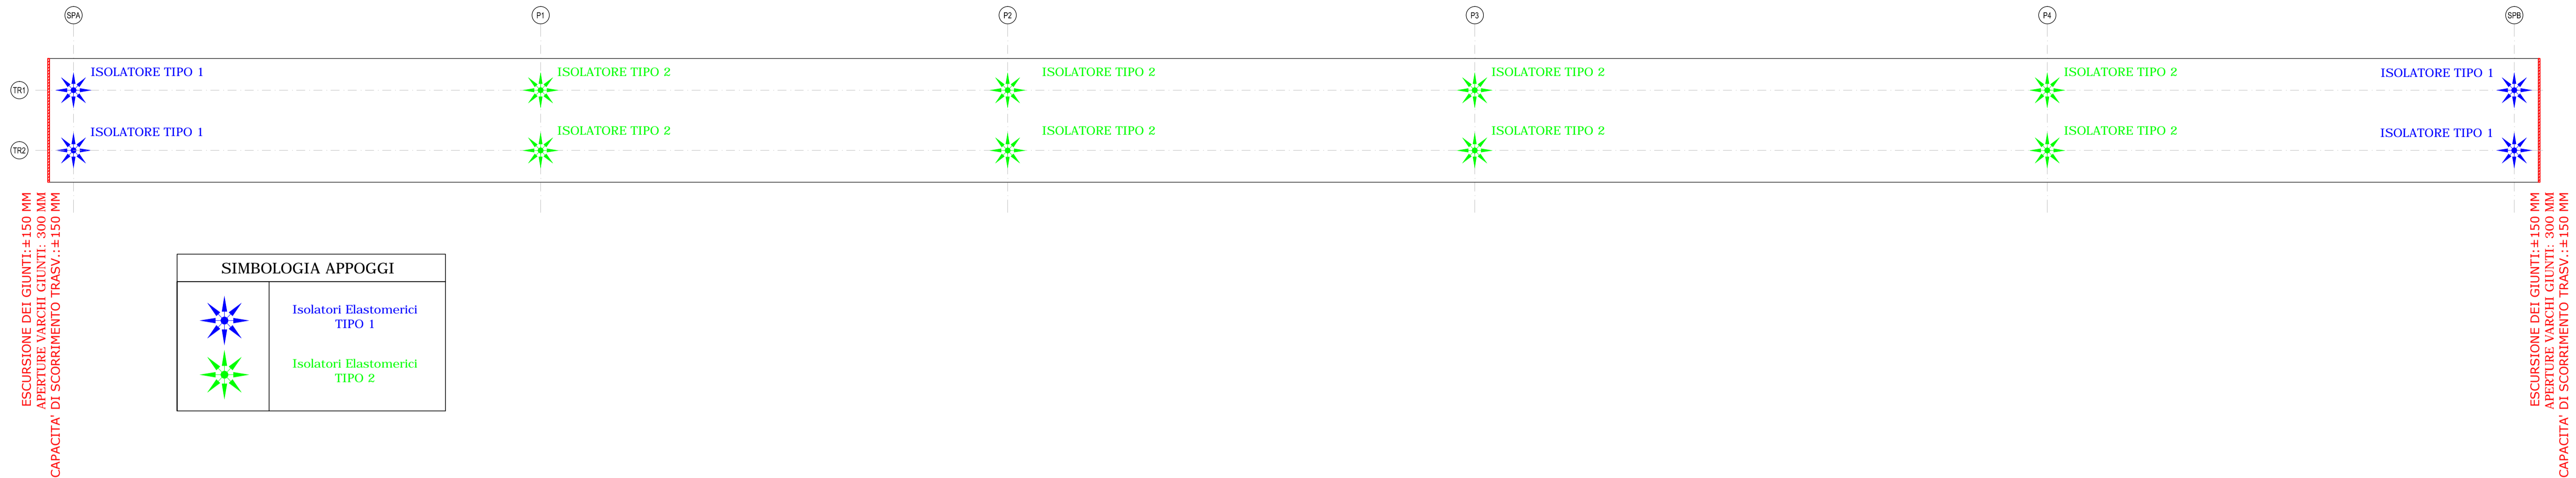 SPA P1 P2 P3 P4 SPB
ISOLATORE TIPO 1 ISOLATORE TIPO 2 ISOLATORE TIPO 2 ISOLATORE TIPO 2 ISOLATORE TIPO 2 ISOLATORE TIPO 1
TR1
ISOLATORE TIPO 1 ISOLATORE TIPO 2 ISOLATORE TIPO 2 ISOLATORE TIPO 2 ISOLATORE TIPO 2 ISOLATORE TIPO 1
TR2
ESCURSIONE DEI GIUNTI:±150 MM
APERTURE VARCHI GIUNTI: 300 MM
CAPACITA' DI SCORRIMENTO TRASV.:±150 MM
ESCURSIONE DEI GIUNTI:±150 MM
APERTURE VARCHI GIUNTI: 300 MM
CAPACITA' DI SCORRIMENTO TRASV.:±150 MM
SIMBOLOGIA APPOGGI
Isolatori Elastomerici
TIPO 1
Isolatori Elastomerici
TIPO 2